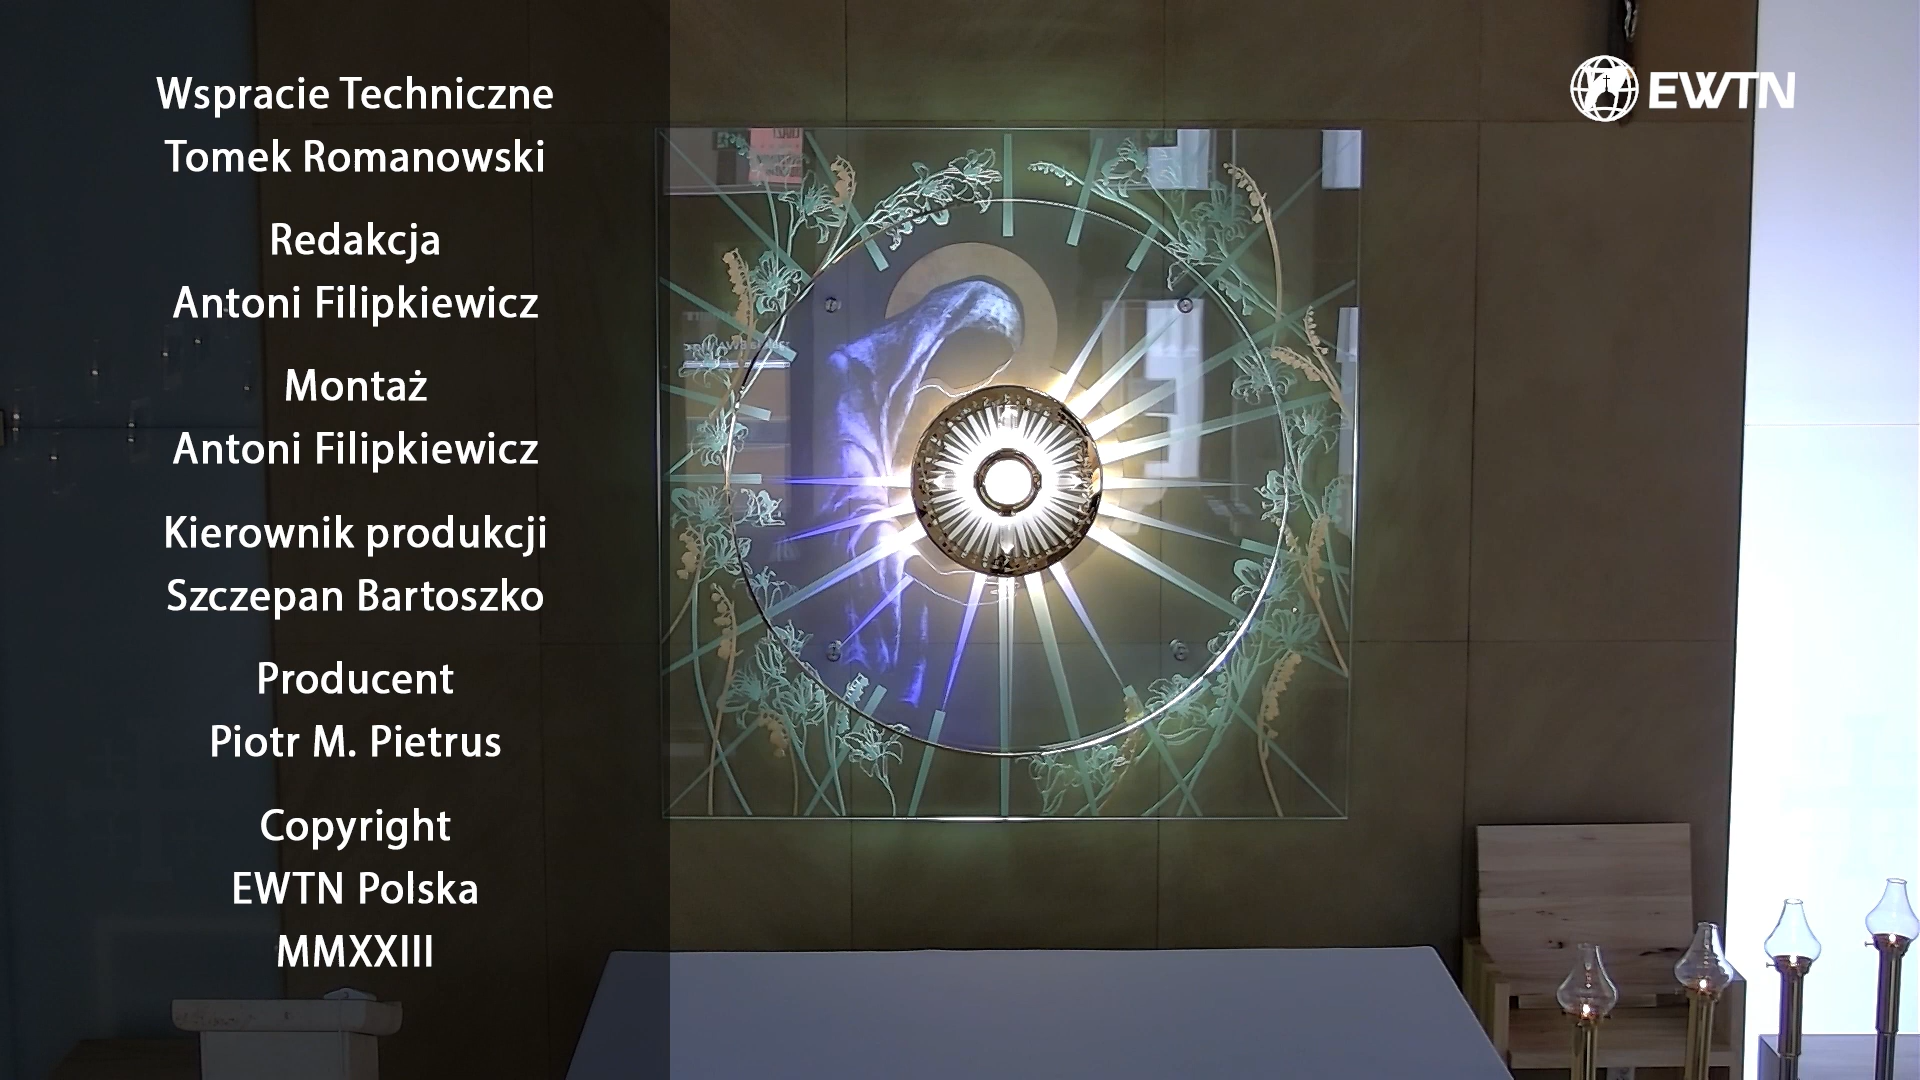 Wspracie Techniczne
Tomek Romanowski
Redakcja
Antoni Filipkiewicz
Montaż
Antoni Filipkiewicz
Kierownik produkcji
Szczepan Bartoszko
Producent
Piotr M. Pietrus
Copyright
EWTN Polska
MMXXIII
EWTN